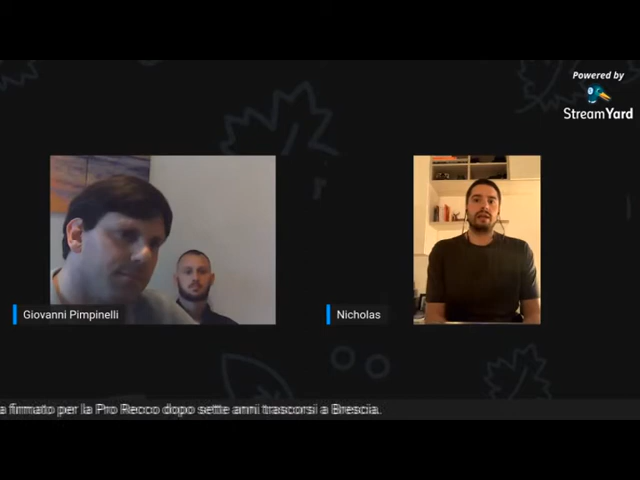 Powered by
StreamYard
Giovanni Pimpinelli
Nicholas
a firmato per la Pro Recco dopo sette anni trascorsi a Brescia.